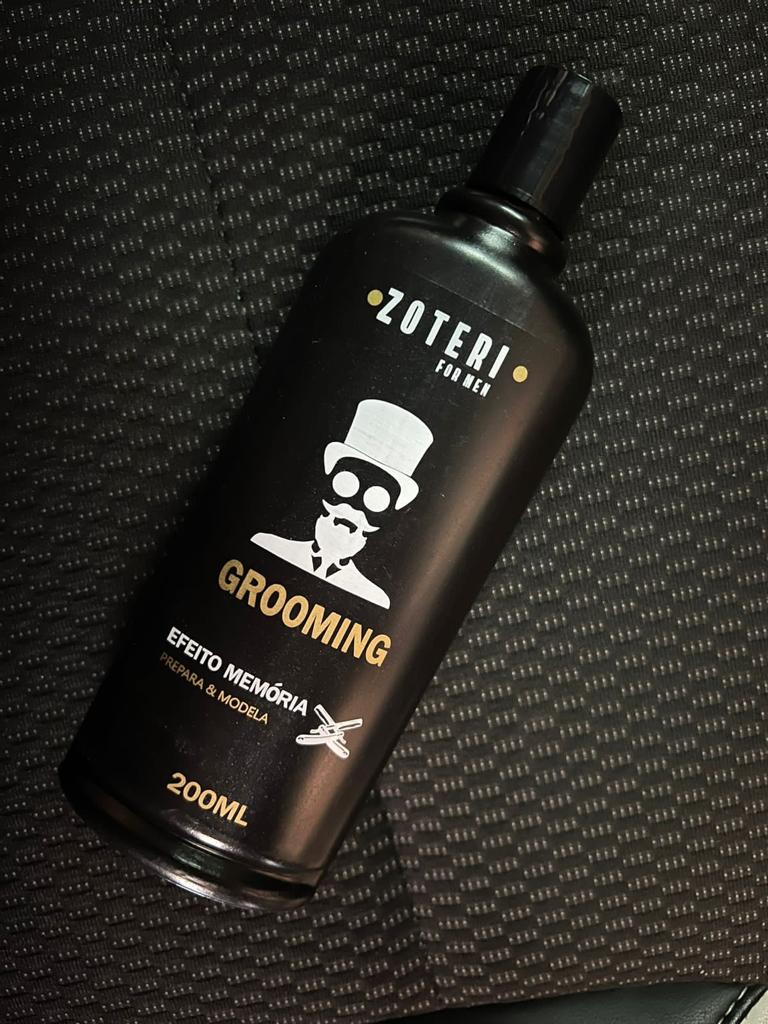 ZOTERI
FOR MEN
GROOMING
EFEITO MEMÓRIA
PREPARA & MODELA
200ML